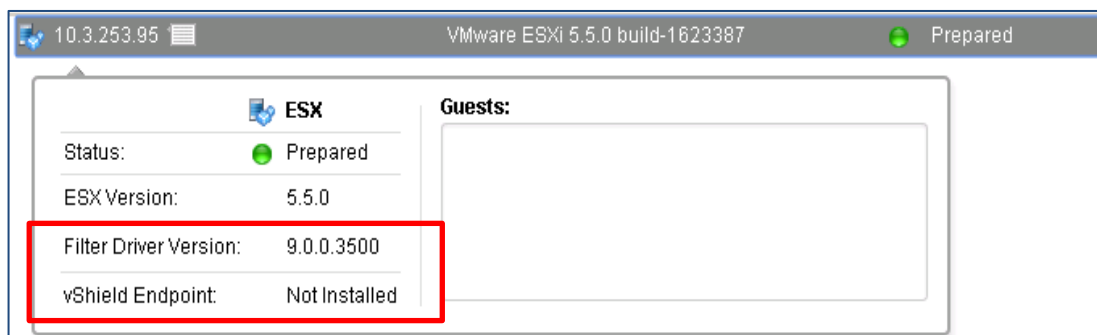 10.3.253.95 VMware ESXi 5.5.0 build-1623387 Prepared
ESX Guests:
Status: Prepared
ESX Version: 5.5.0
Filter Driver Version: 9.0.0.3500
vShield Endpoint: Not Installed